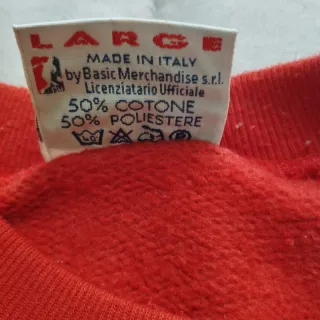 LARGE
MADE IN ITALY
by Basic Merchandise s.r.l.
Licenziatario Ufficiale
50% COTONE
50% POLIESTERE